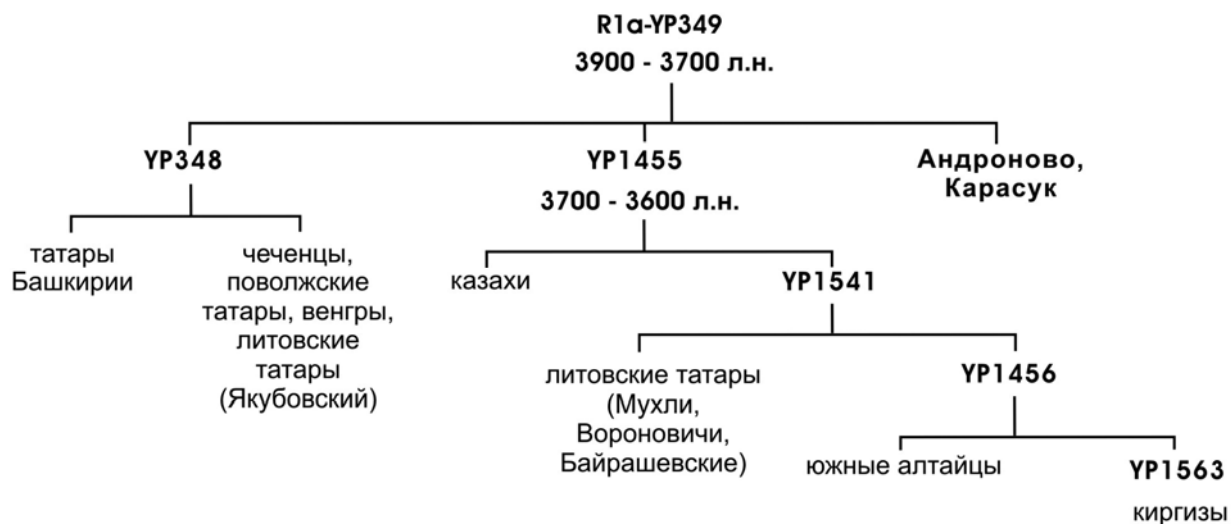 R1a-YP349
3900 - 3700 л.н.
YP348
YP1455
Андроново,
Карасук
3700 - 3600 л.н.
татары
Башкирии
чеченцы,
поволжские
татары, венгры,
литовские
татары
(Якубовский)
казахи
YP1541
литовские татары
(Мухли,
Вороновичи,
Байрашевские)
YP1456
южные алтайцы
YP1563
киргизы